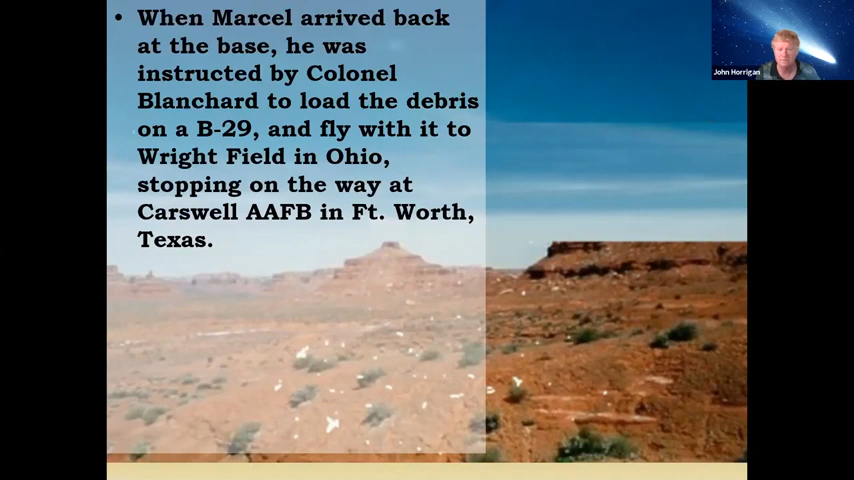 • When Marcel arrived back
at the base, he was
instructed by Colonel
Blanchard to load the debris
on a B-29, and fly with it to
Wright Field in Ohio,
stopping on the way at
Carswell AAFB in Ft. Worth,
Texas.
John Horrigan